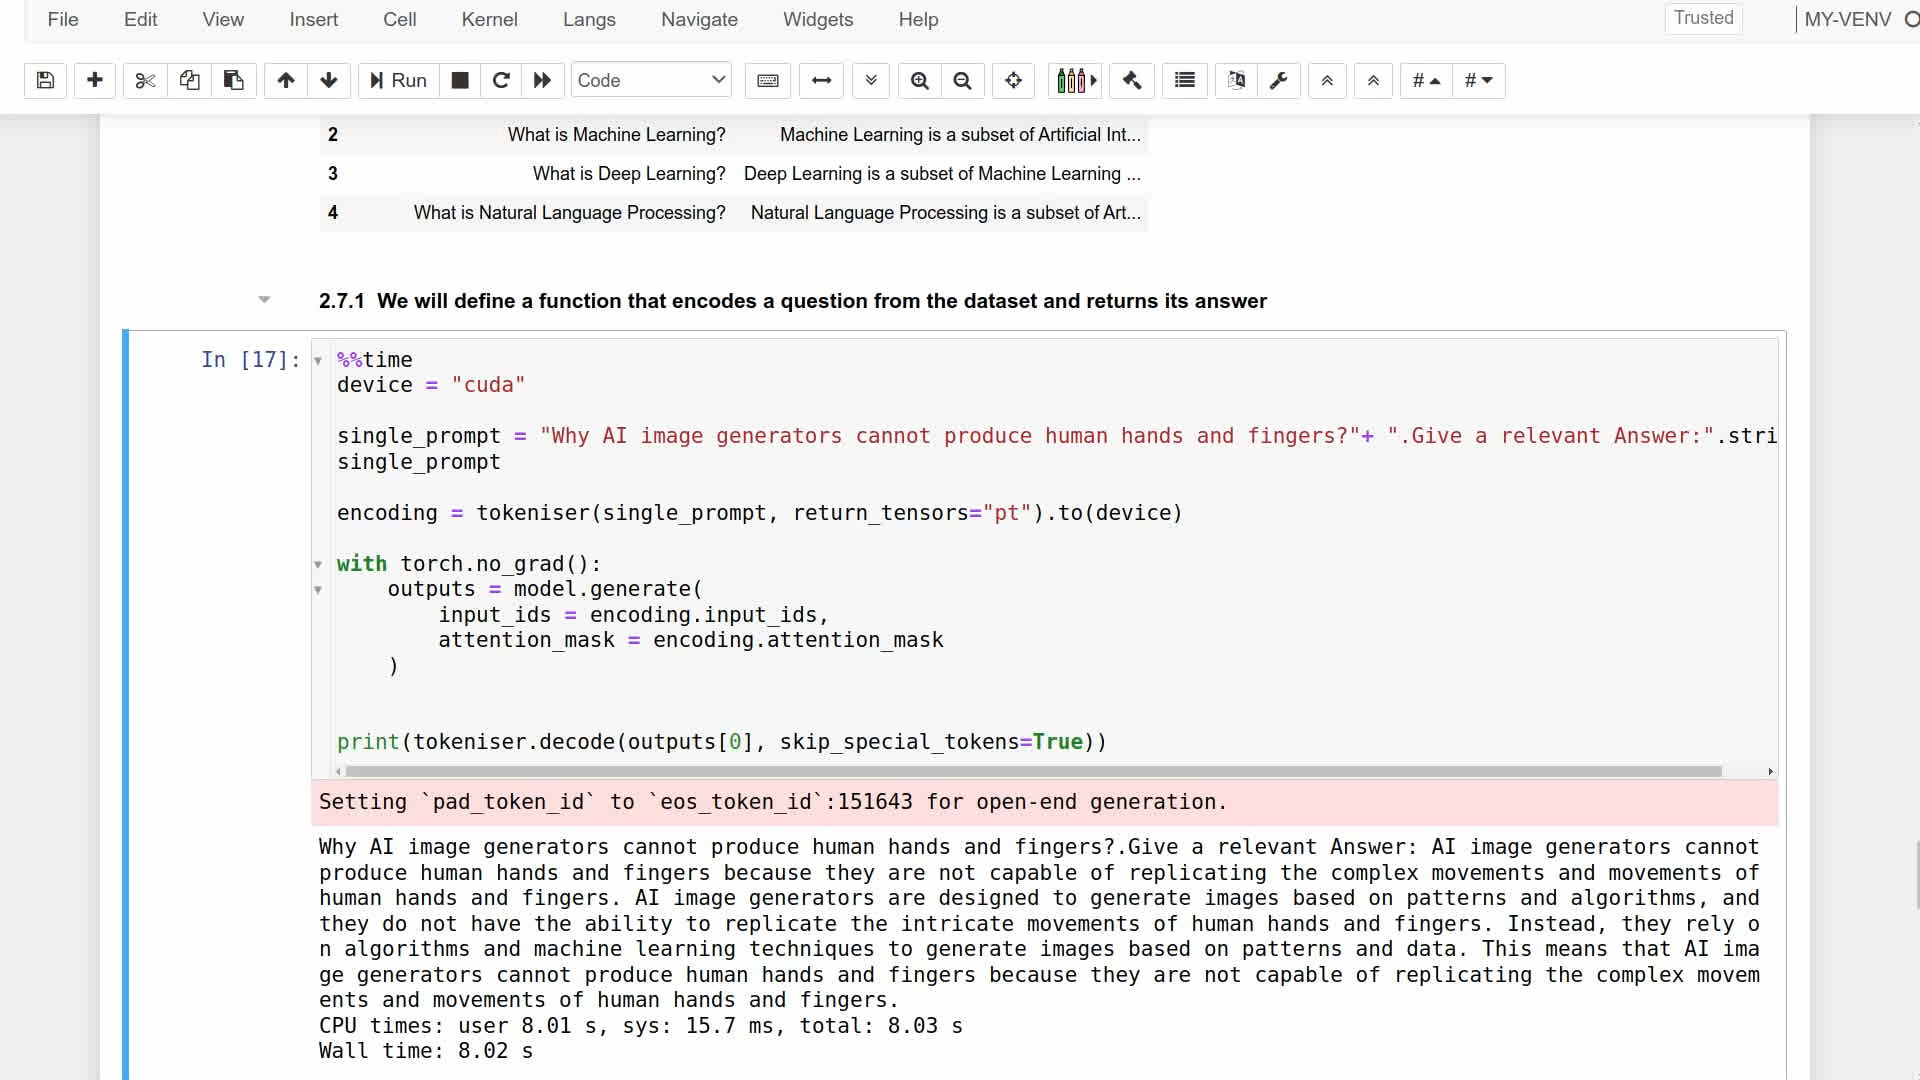 File Edit View Insert Cell Kernel Langs Navigate Widgets Help Trusted MY-VENV
Run Code # #
2 What is Machine Learning? Machine Learning is a subset of Artificial Int...
3 What is Deep Learning? Deep Learning is a subset of Machine Learning ...
4 What is Natural Language Processing? Natural Language Processing is a subset of Art...
2.7.1 We will define a function that encodes a question from the dataset and returns its answer
In [17]: %%time
device = "cuda"
single_prompt = "Why AI image generators cannot produce human hands and fingers?"+ ".Give a relevant Answer:".stri
single_prompt
encoding = tokeniser(single_prompt, return_tensors="pt").to(device)
with torch.no_grad():
outputs = model.generate(
input_ids = encoding.input_ids,
attention_mask = encoding.attention_mask
)
print(tokeniser.decode(outputs[0], skip_special_tokens=True))
Setting `pad_token_id` to `eos_token_id`:151643 for open-end generation.
Why AI image generators cannot produce human hands and fingers?.Give a relevant Answer: AI image generators cannot
produce human hands and fingers because they are not capable of replicating the complex movements and movements of
human hands and fingers. AI image generators are designed to generate images based on patterns and algorithms, and
they do not have the ability to replicate the intricate movements of human hands and fingers. Instead, they rely o
n algorithms and machine learning techniques to generate images based on patterns and data. This means that AI ima
ge generators cannot produce human hands and fingers because they are not capable of replicating the complex movem
ents and movements of human hands and fingers.
CPU times: user 8.01 s, sys: 15.7 ms, total: 8.03 s
Wall time: 8.02 s